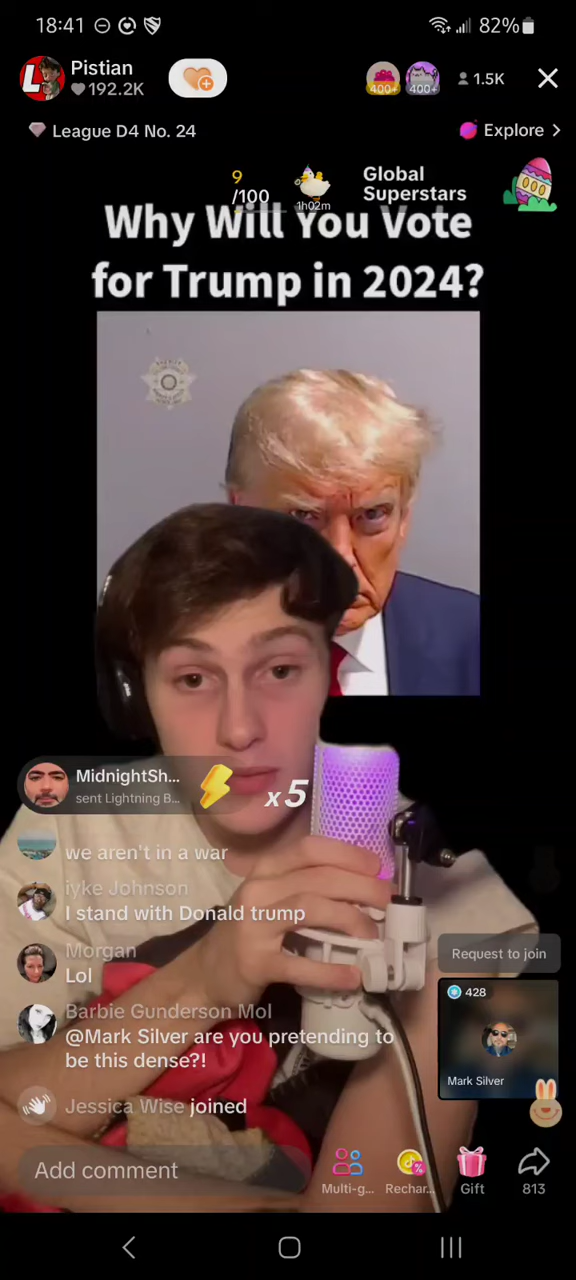 18:41
82%
Pistian
192.2K
400+
400+
1.5K
League D4 No. 24
Explore >
9
/100
1h02m
Global
Superstars
Why Will You Vote
for Trump in 2024?
MidnightSh...
sent Lightning B...
x5
we aren't in a war
iyke Johnson
I stand with Donald trump
Morgan
Lol
Barbie Gunderson Mol
@Mark Silver are you pretending to
be this dense?!
Jessica Wise joined
Request to join
428
Mark Silver
Add comment
Multi-g...
Rechar...
Gift
813